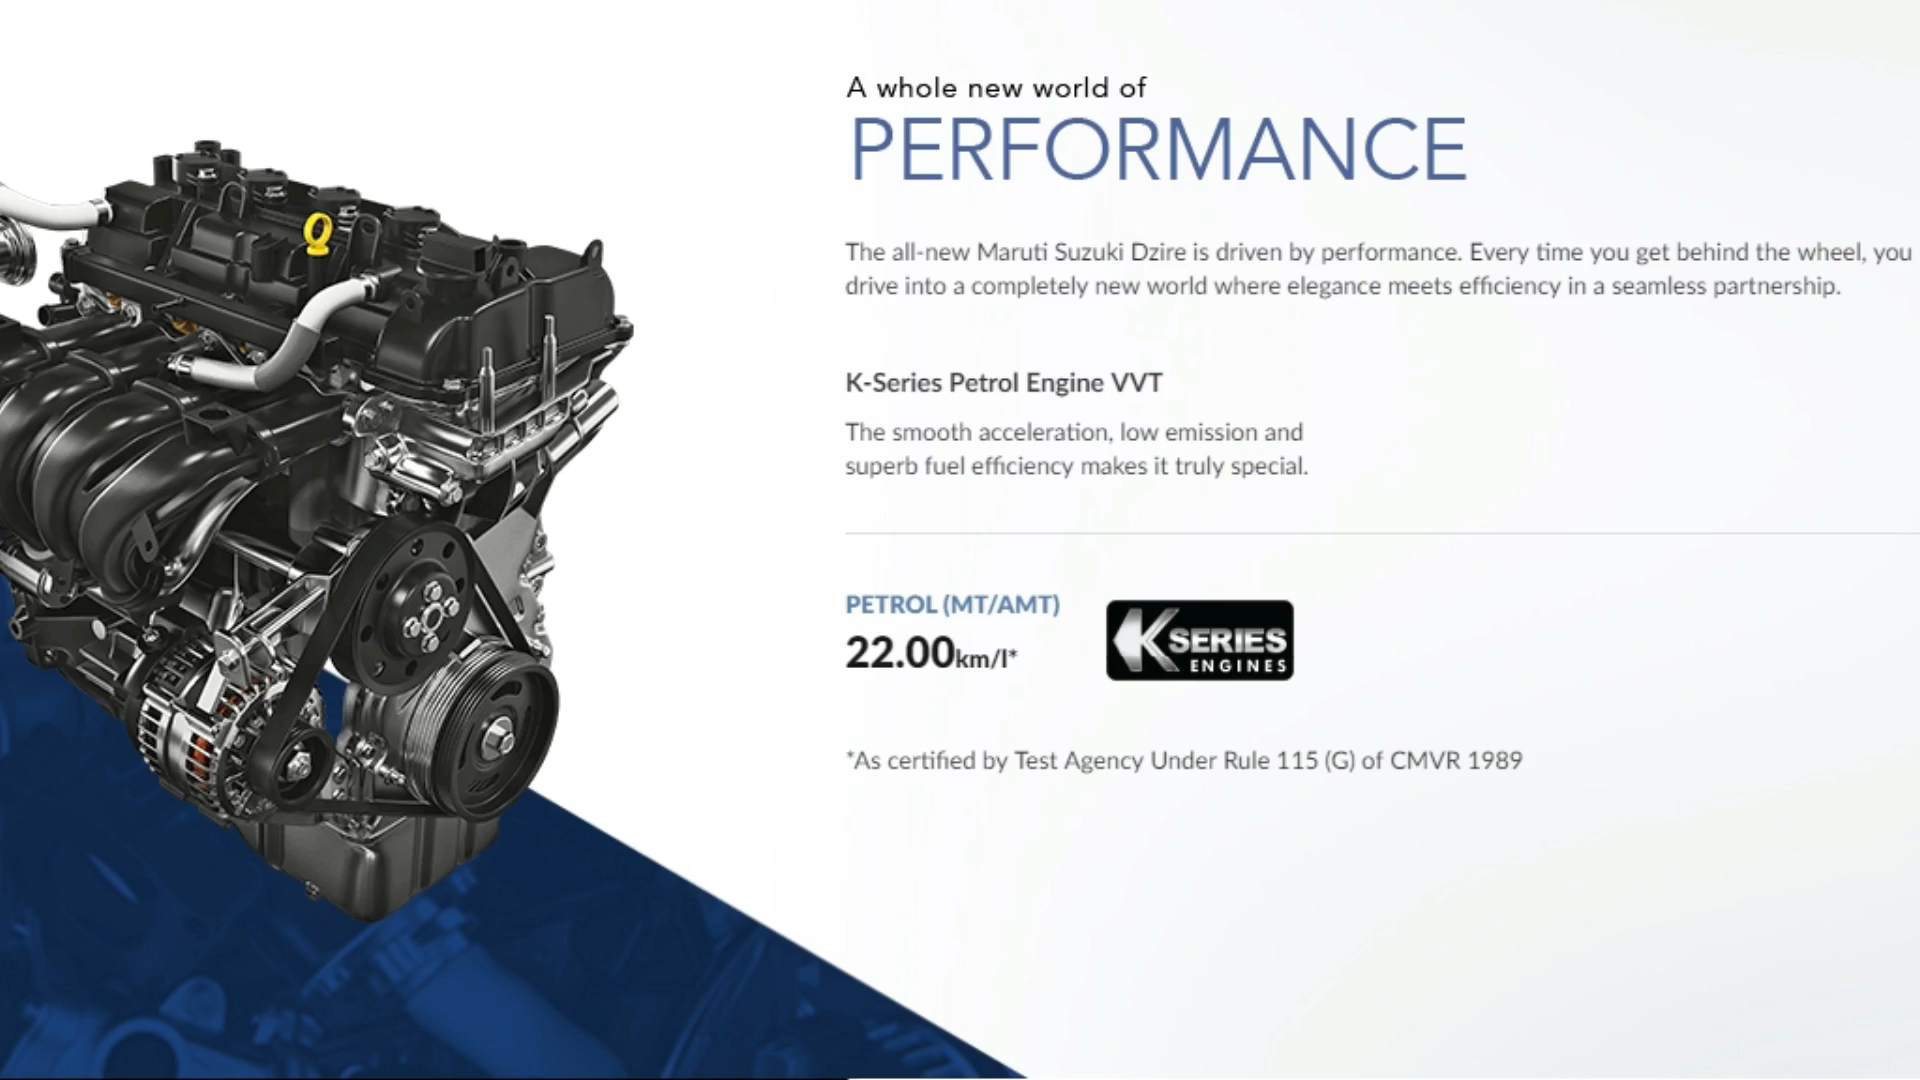 A whole new world of
PERFORMANCE
The all-new Maruti Suzuki Dzire is driven by performance. Every time you get behind the wheel, you
drive into a completely new world where elegance meets efficiency in a seamless partnership.
K-Series Petrol Engine VVT
The smooth acceleration, low emission and
superb fuel efficiency makes it truly special.
PETROL (MT/AMT)
22.00km/l*
K SERIES
ENGINES
*As certified by Test Agency Under Rule 115 (G) of CMVR 1989